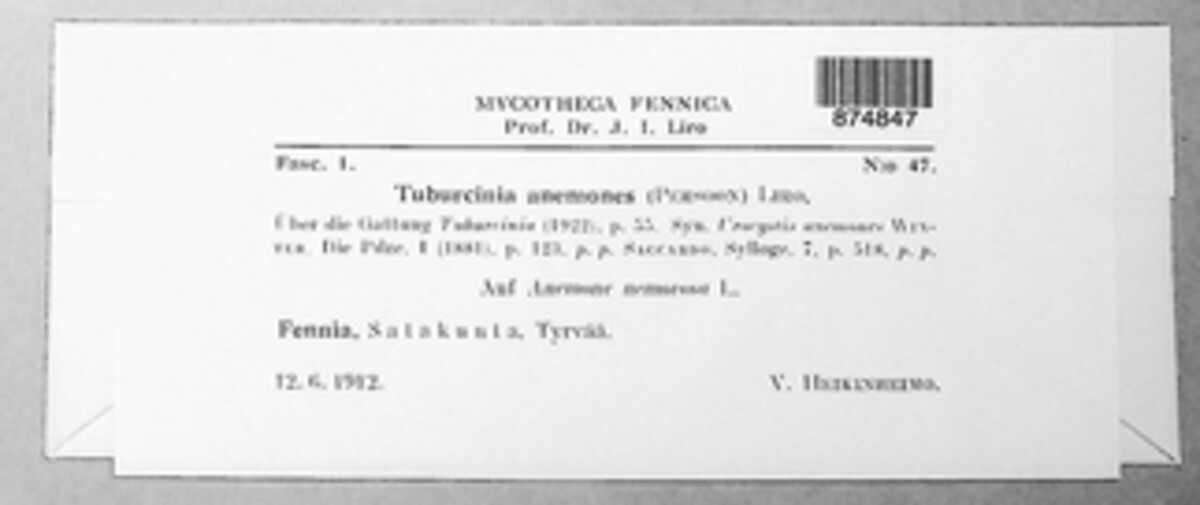 MYCOTHECA FENNICA
874847
Prof. Dr. J. I. Liro
Fasc. 1. N:o 47.
Tuburcinia anemones (PERSOON) LIRO,
Über die Gattung Tuburcinia (1922), p. 55. Syn. Urocystis anemones WIN-
TER, Die Pilze, I (1881), p. 123, p. p. SACCARDO, Sylloge, 7, p. 518, p. p.
Auf Anemone nemorosa L.
Fennia, Satakunta, Tyrvää.
12. 6. 1912. V. HEIKINHEIMO.